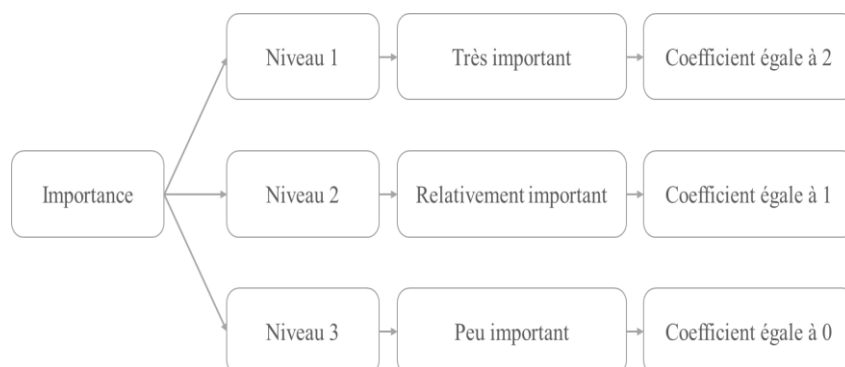 Niveau 1
Très important
Coefficient égale à 2
Importance
Niveau 2
Relativement important
Coefficient égale à 1
Niveau 3
Peu important
Coefficient égale à 0